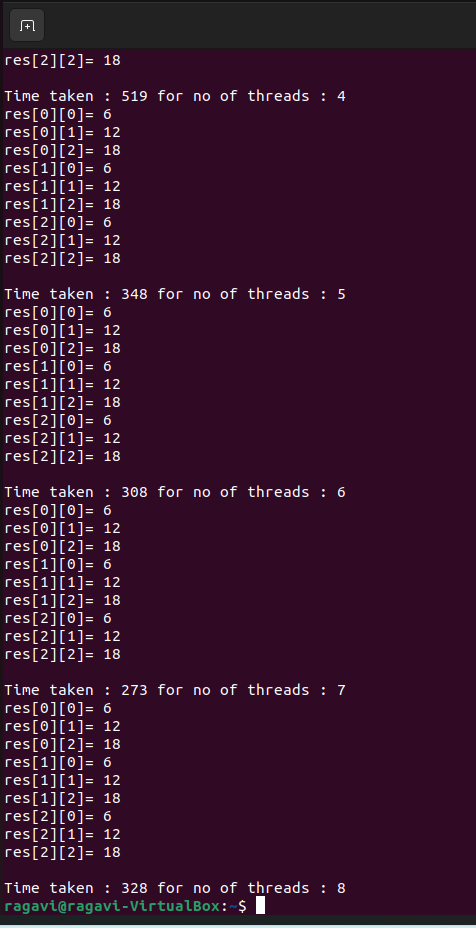 res[2][2]= 18
Time taken : 519 for no of threads : 4
res[0][0]= 6
res[0][1]= 12
res[0][2]= 18
res[1][0]= 6
res[1][1]= 12
res[1][2]= 18
res[2][0]= 6
res[2][1]= 12
res[2][2]= 18
Time taken : 348 for no of threads : 5
res[0][0]= 6
res[0][1]= 12
res[0][2]= 18
res[1][0]= 6
res[1][1]= 12
res[1][2]= 18
res[2][0]= 6
res[2][1]= 12
res[2][2]= 18
Time taken : 308 for no of threads : 6
res[0][0]= 6
res[0][1]= 12
res[0][2]= 18
res[1][0]= 6
res[1][1]= 12
res[1][2]= 18
res[2][0]= 6
res[2][1]= 12
res[2][2]= 18
Time taken : 273 for no of threads : 7
res[0][0]= 6
res[0][1]= 12
res[0][2]= 18
res[1][0]= 6
res[1][1]= 12
res[1][2]= 18
res[2][0]= 6
res[2][1]= 12
res[2][2]= 18
Time taken : 328 for no of threads : 8
ragavi@ragavi-VirtualBox:~$